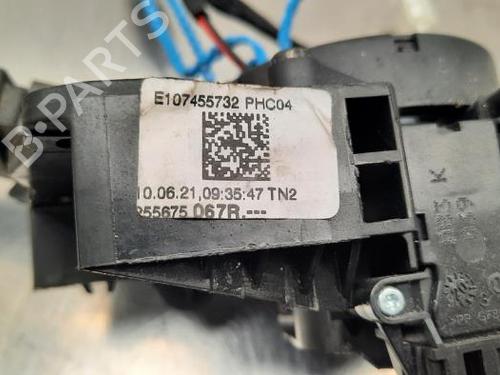 E107455732 PHC04
10.06.21,09:35:47 TN2
255675 067R.---
B-PARTS
K